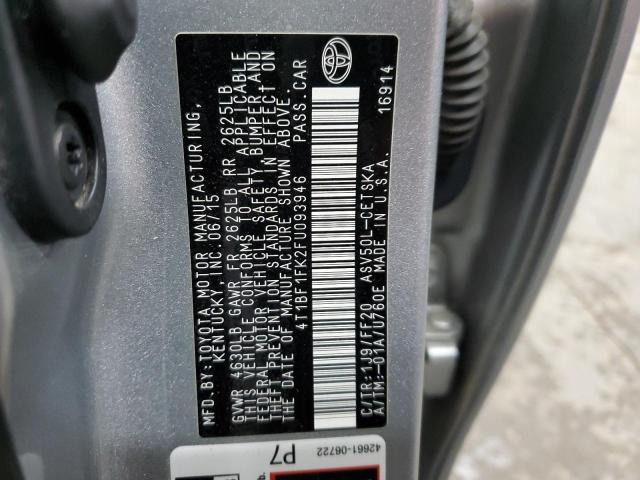 MFD.BY:TOYOTA MOTOR MANUFACTURING,
KENTUCKY, INC. 06/15
GVWR 4630LB GAWR FR 2625LB RR 2625LB
THIS VEHICLE CONFORMS TO ALL APPLICABLE
FEDERAL MOTOR VEHICLE SAFETY, BUMPER, AND
THEFT PREVENTION STANDARDS IN EFFECT ON
THE DATE OF MANUFACTURE SHOWN ABOVE.
4T1BF1FK2FU093946 PASS.CAR
C/TR:1J9/FF20 ASV50L-CETSKA
A/TM:-01A/U760E MADE IN U.S.A.
16914
P7
42661-06722